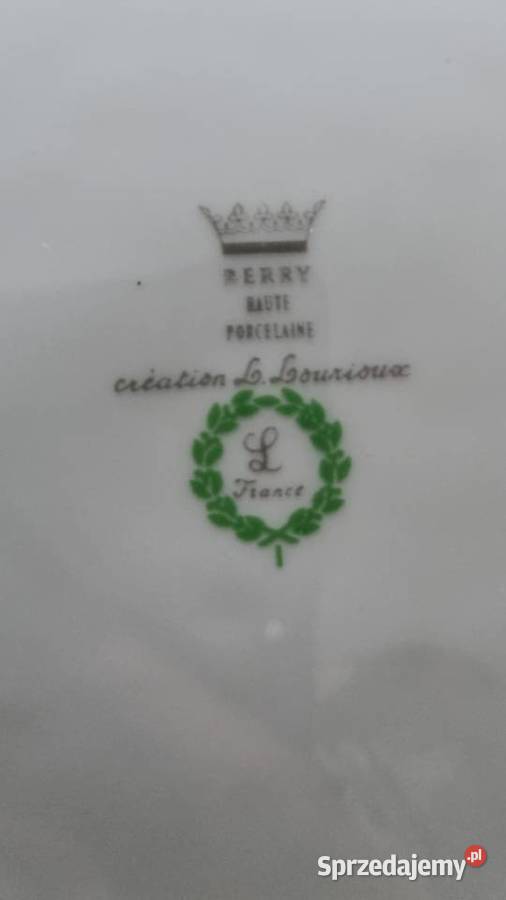 BERRY
HAUTE
PORCELAINE
création L. Lourioux
L
France
Sprzedajemy.pl